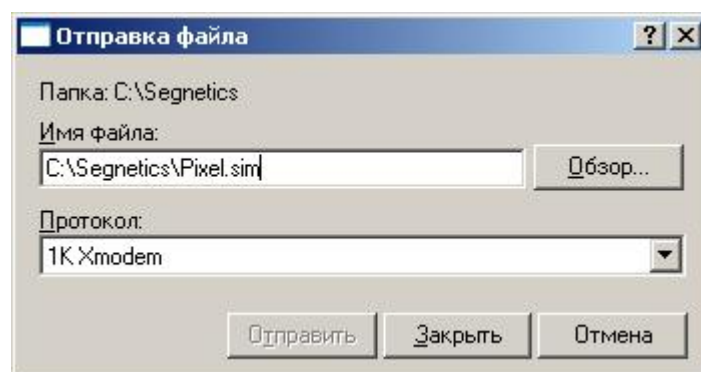 Отправка файла
Папка: C:\Segnetics
Имя файла:
C:\Segnetics\Pixel.sim
Обзор...
Протокол:
1K Xmodem
Отправить Закрыть Отмена